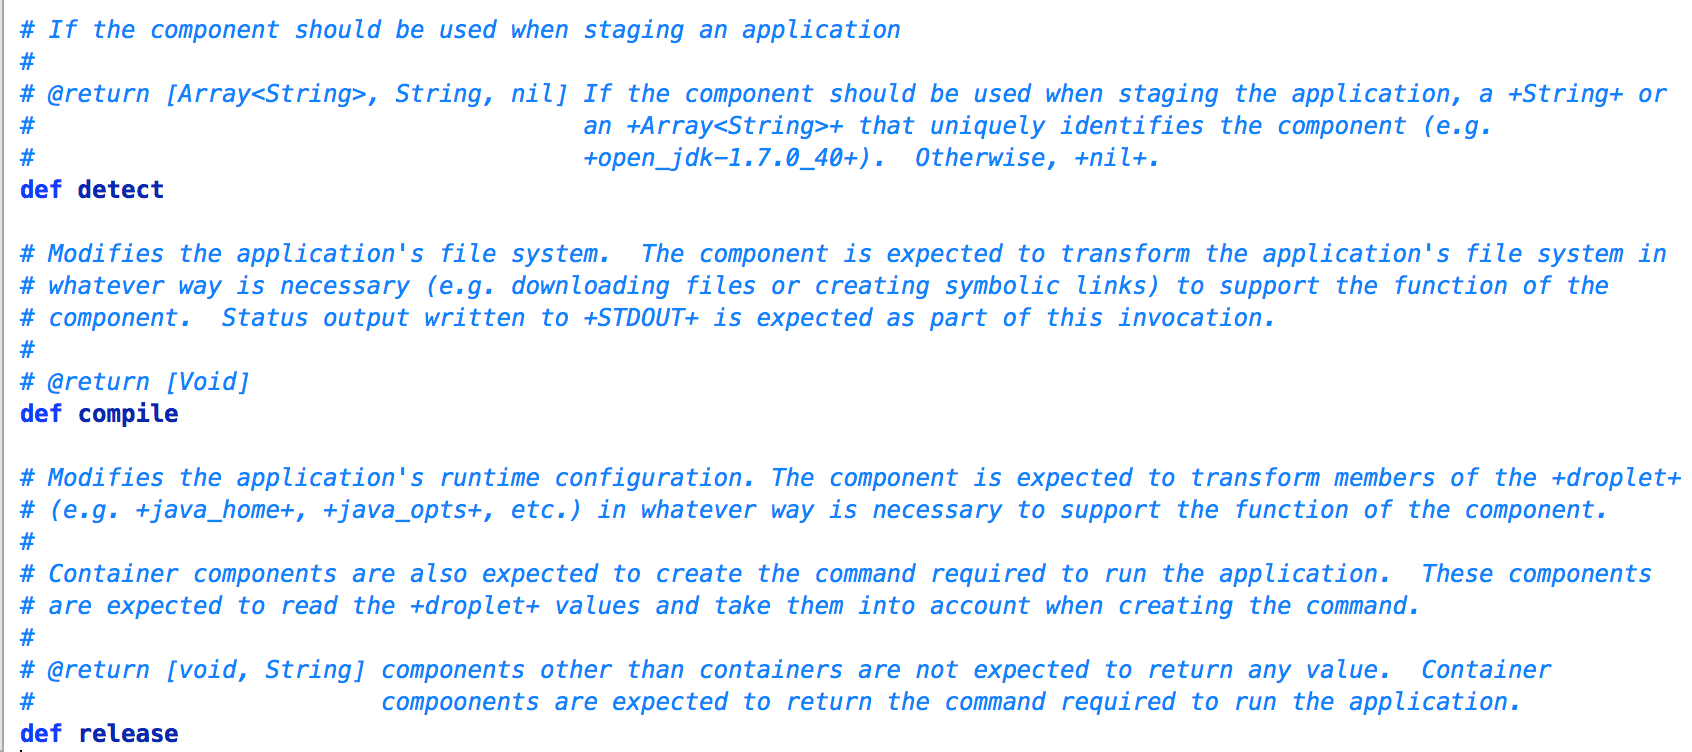 # If the component should be used when staging an application
#
# @return [Array<String>, String, nil] If the component should be used when staging the application, a +String+ or
#                                      an +Array<String>+ that uniquely identifies the component (e.g.
#                                      +open_jdk-1.7.0_40+).  Otherwise, +nil+.
def detect

# Modifies the application's file system.  The component is expected to transform the application's file system in
# whatever way is necessary (e.g. downloading files or creating symbolic links) to support the function of the
# component.  Status output written to +STDOUT+ is expected as part of this invocation.
#
# @return [Void]
def compile

# Modifies the application's runtime configuration. The component is expected to transform members of the +droplet+
# (e.g. +java_home+, +java_opts+, etc.) in whatever way is necessary to support the function of the component.
#
# Container components are also expected to create the command required to run the application.  These components
# are expected to read the +droplet+ values and take them into account when creating the command.
#
# @return [void, String] components other than containers are not expected to return any value.  Container
#                        compoonents are expected to return the command required to run the application.
def release